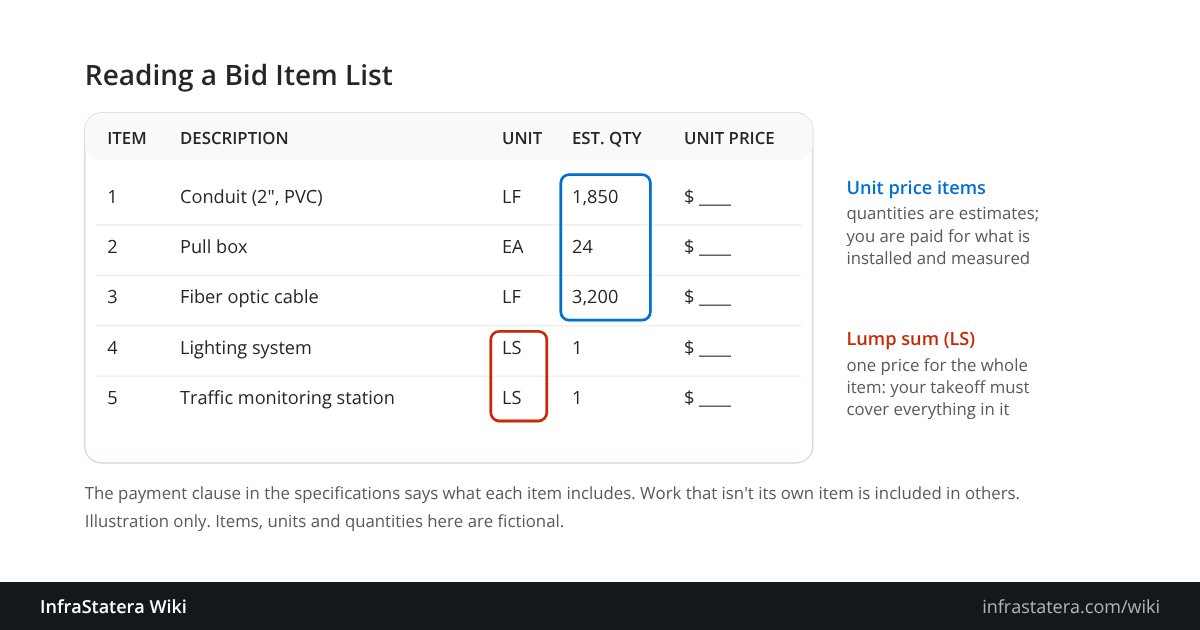 Reading a Bid Item List
ITEM DESCRIPTION UNIT EST. QTY UNIT PRICE
1 Conduit (2", PVC) LF 1,850 $ ___
2 Pull box EA 24 $ ___
3 Fiber optic cable LF 3,200 $ ___
4 Lighting system LS 1 $ ___
5 Traffic monitoring station LS 1 $ ___
Unit price items
quantities are estimates;
you are paid for what is
installed and measured
Lump sum (LS)
one price for the whole
item: your takeoff must
cover everything in it
The payment clause in the specifications says what each item includes. Work that isn't its own item is included in others.
Illustration only. Items, units and quantities here are fictional.
InfraStatera Wiki
infrastatera.com/wiki